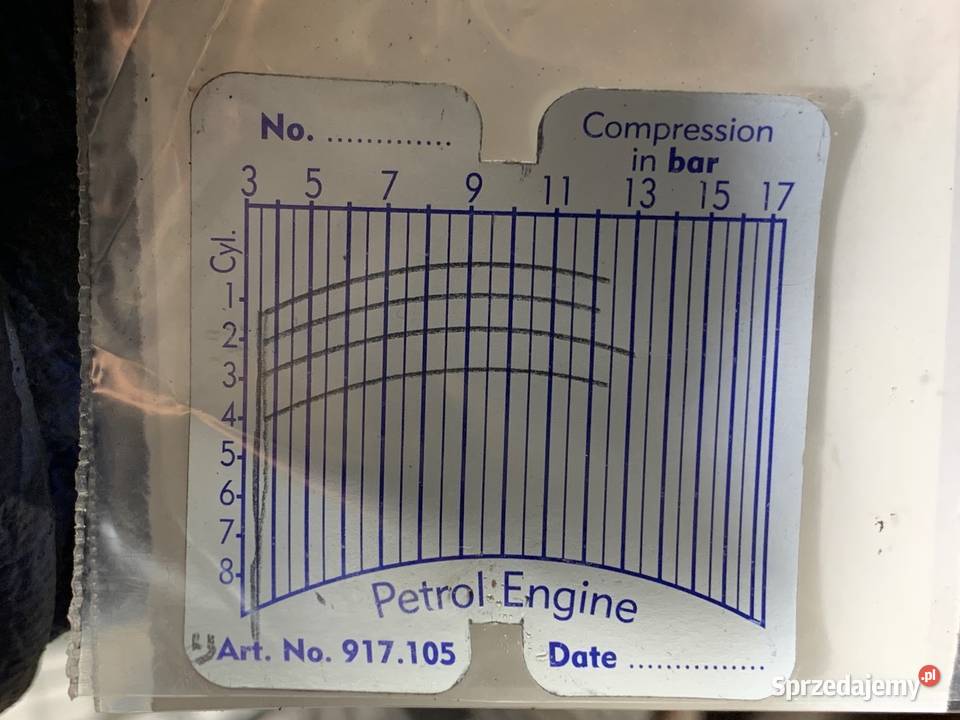 No. .............
Compression
in bar
3 5 7 9 11 13 15 17
Cyl.
1
2
3
4
5
6
7
8
Petrol Engine
Art. No. 917.105
Date ...............
Sprzedajemy.pl